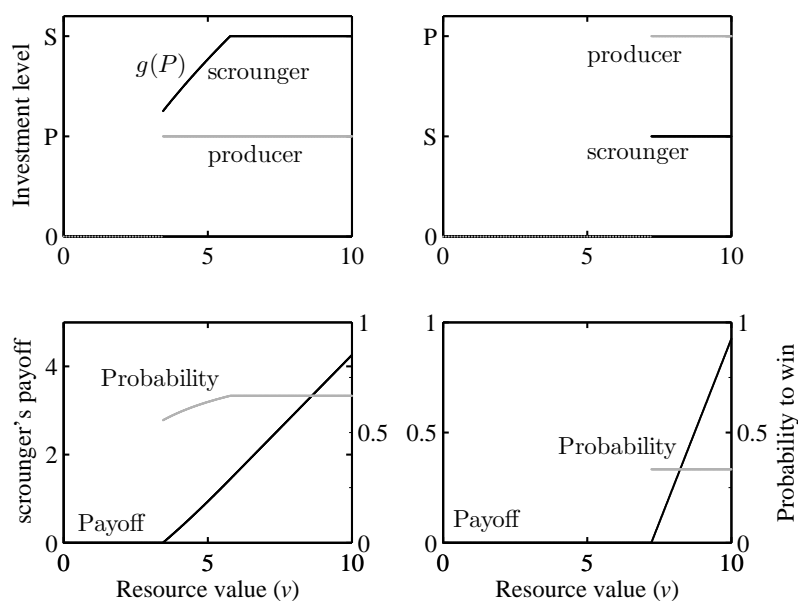 Investment level
S
P
0
g(P)
scrounger
producer
0
5
10
P
S
0
producer
scrounger
0
5
10
scrounger's payoff
4
2
0
Probability
Payoff
1
0.5
0
0
5
10
Resource value (v)
1
0.5
0
Probability
Payoff
1
0.5
0
Probability to win
0
5
10
Resource value (v)